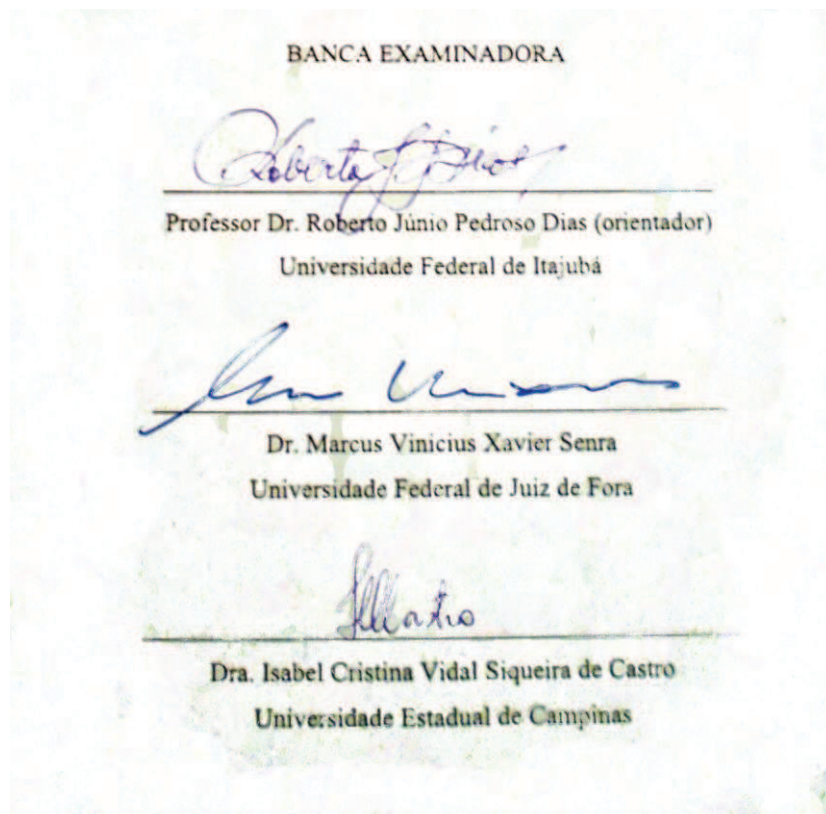 BANCA EXAMINADORA
Professor Dr. Roberto Júnio Pedroso Dias (orientador)
Universidade Federal de Itajubá
Dr. Marcus Vinicius Xavier Senra
Universidade Federal de Juiz de Fora
Dra. Isabel Cristina Vidal Siqueira de Castro
Universidade Estadual de Campinas